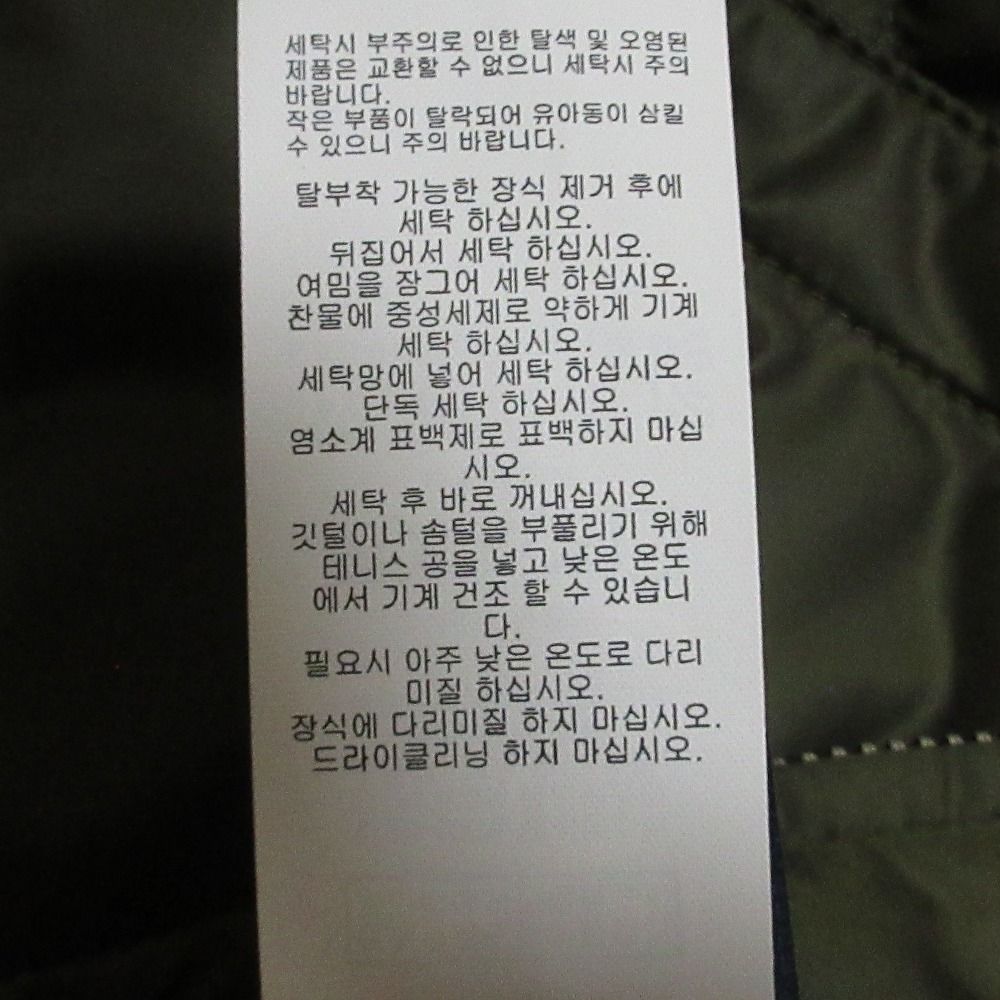 세탁시 부주의로 인한 탈색 및 오염된
제품은 교환할 수 없으니 세탁시 주의
바랍니다.
작은 부품이 탈락되어 유아동이 삼킬
수 있으니 주의 바랍니다.
탈부착 가능한 장식 제거 후에
세탁 하십시오.
뒤집어서 세탁 하십시오.
여밈을 잠그어 세탁 하십시오.
찬물에 중성세제로 약하게 기계
세탁 하십시오.
세탁망에 넣어 세탁 하십시오.
단독 세탁 하십시오.
염소계 표백제로 표백하지 마십
시오.
세탁 후 바로 꺼내십시오.
깃털이나 솜털을 부풀리기 위해
테니스 공을 넣고 낮은 온도
에서 기계 건조 할 수 있습니
다.
필요시 아주 낮은 온도로 다리
미질 하십시오.
장식에 다리미질 하지 마십시오.
드라이클리닝 하지 마십시오.